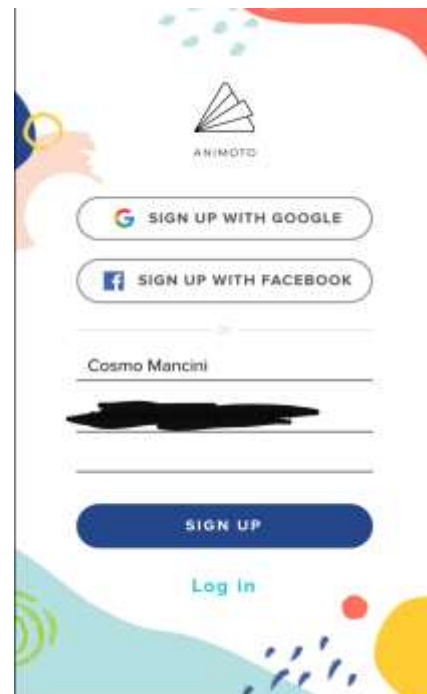 ANIMOTO
SIGN UP WITH GOOGLE
SIGN UP WITH FACEBOOK
Cosmo Mancini
SIGN UP
Log in